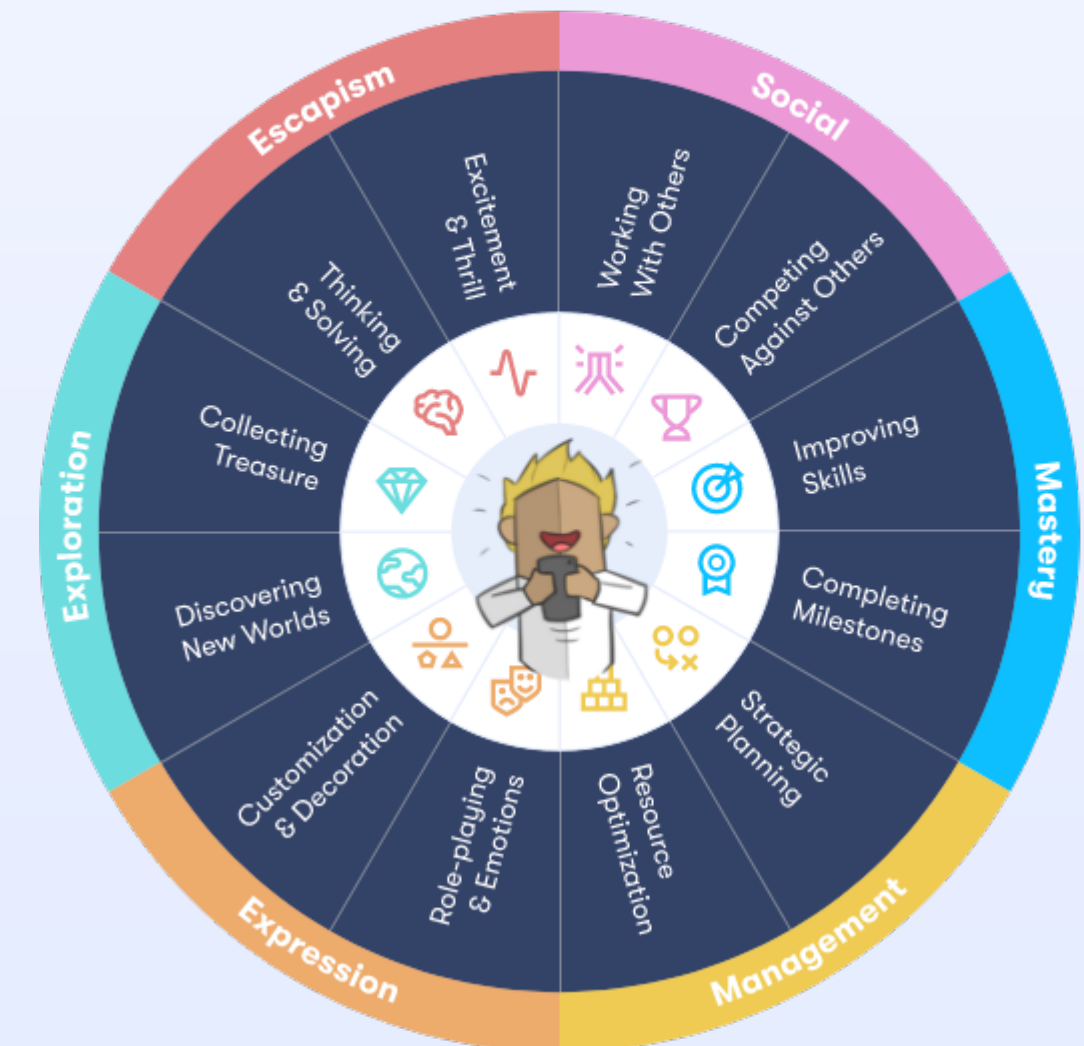 Social
Working
With Others
Competing
Against Others
Mastery
Improving
Skills
Completing
Milestones
Management
Strategic
Planning
Resource
Optimization
Expression
Role-playing
& Emotions
Customization
& Decoration
Exploration
Discovering
New Worlds
Collecting
Treasure
Escapism
Thinking
& Solving
Excitement
& Thrill